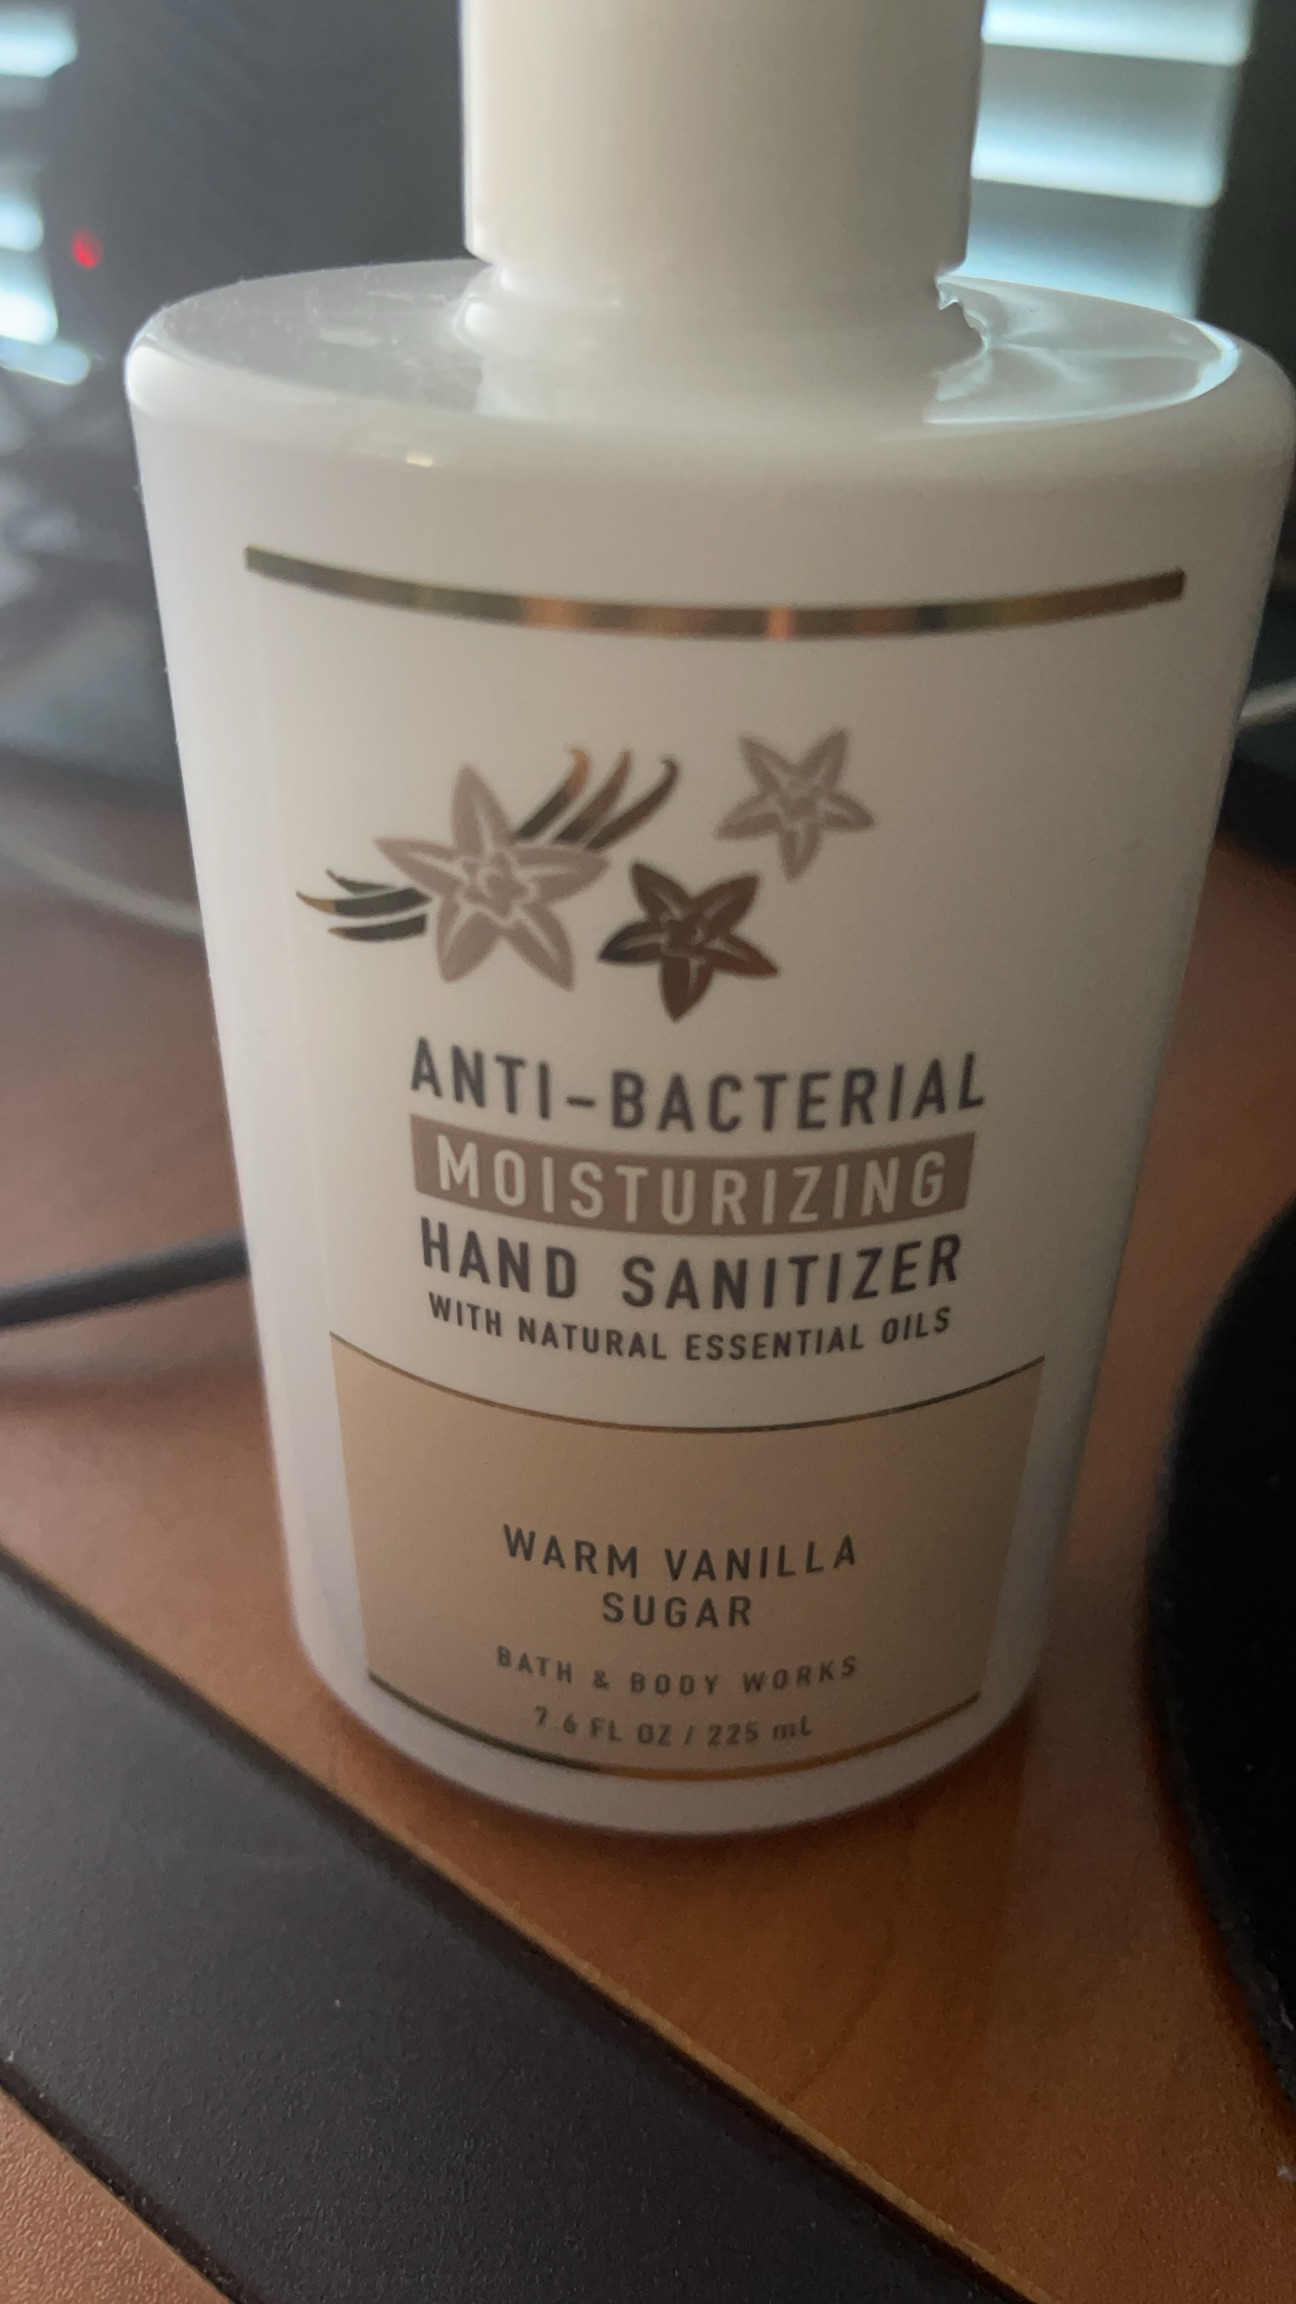 ANTI-BACTERIAL
MOISTURIZING
HAND SANITIZER
WITH NATURAL ESSENTIAL OILS
WARM VANILLA
SUGAR
BATH & BODY WORKS
7.6 FL OZ / 225 mL